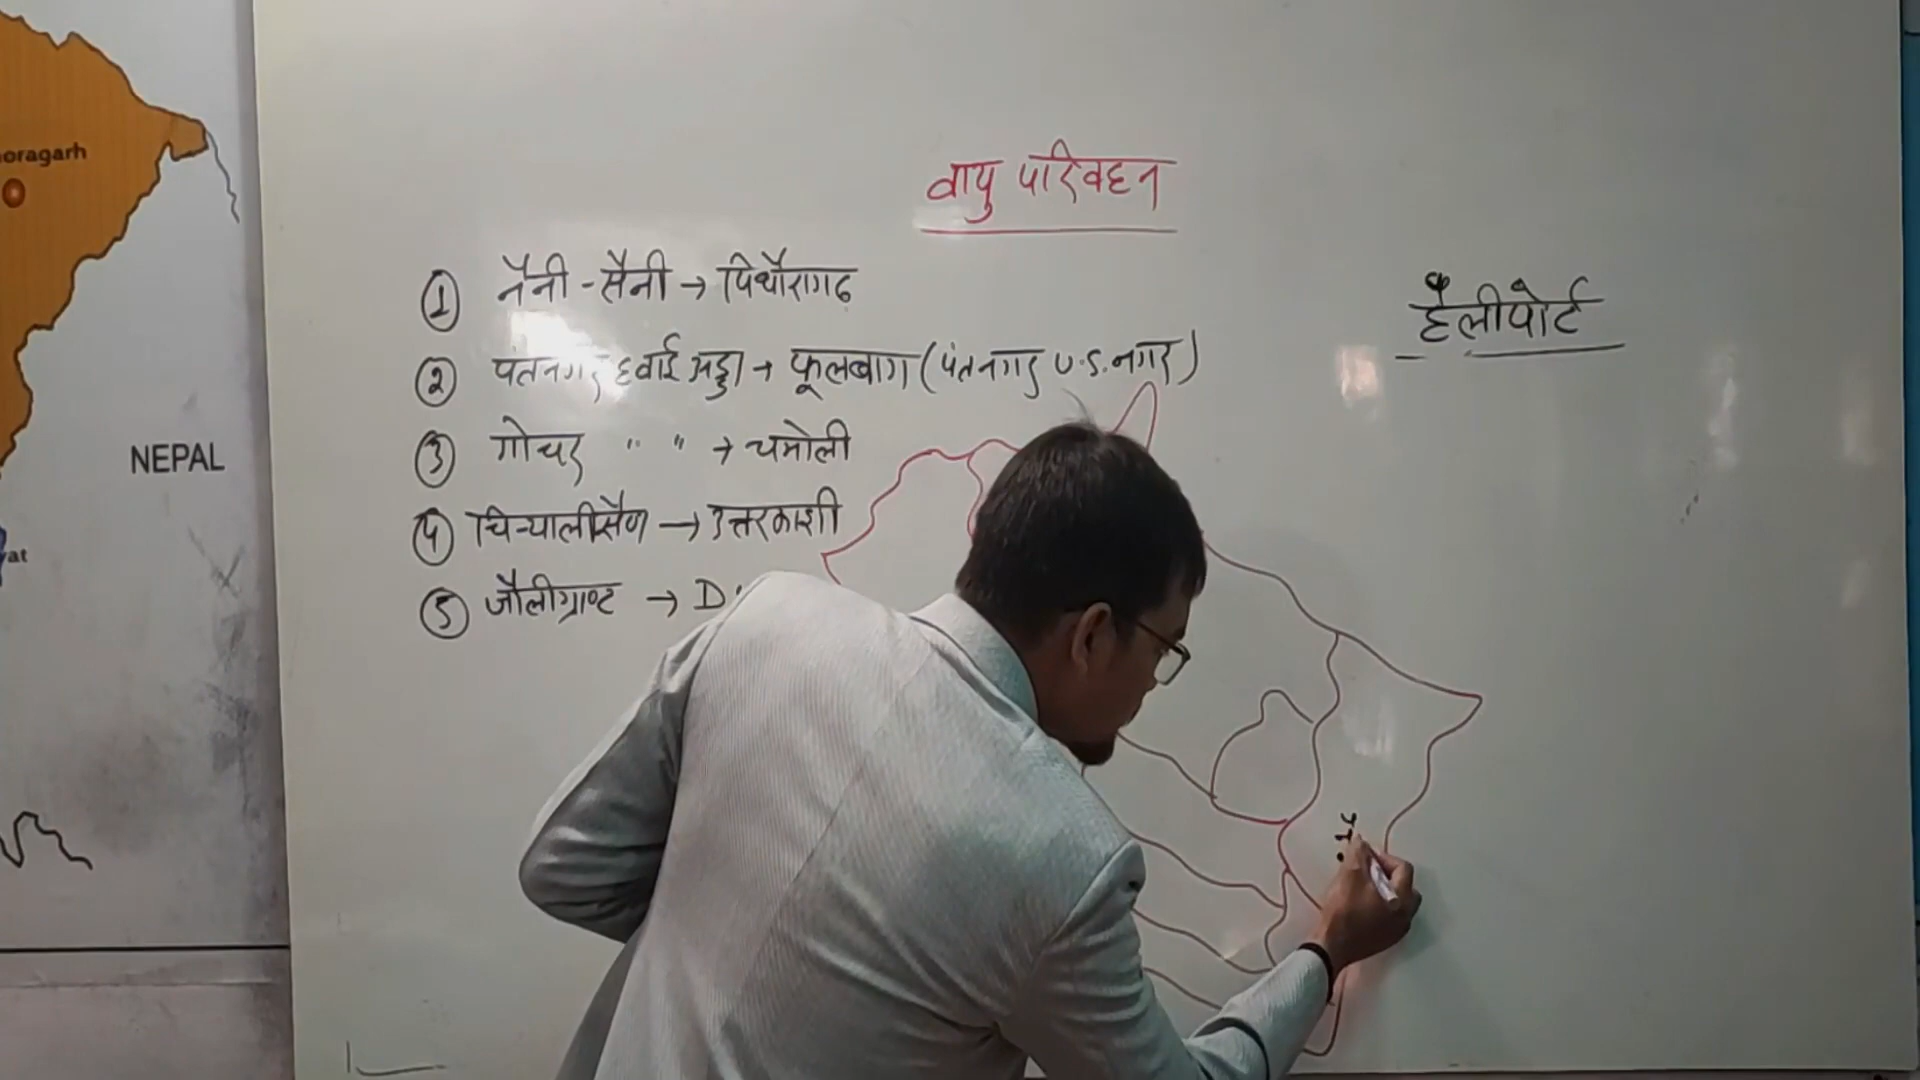 वायु परिवहन
① नैनी-सैनी → पिथौरागढ
② पंतनगर हवाई अड्डा → फूलबाग (पंतनगर U.S.नगर)
③ गोचर " " → चमोली
④ चिन्यालीसैण → उत्तरकाशी
⑤ जौलीग्राण्ट → D.
हैलीपोर्ट
oragarh
NEPAL
at